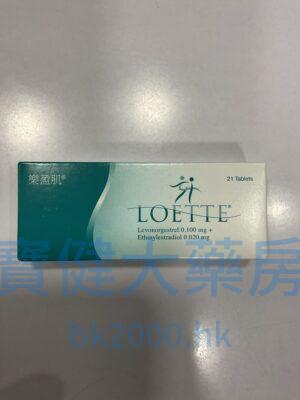 樂盈肌®
21 Tablets
LOETTE®
Levonorgestrel 0.100 mg +
Ethinylestradiol 0.020 mg
寶健大藥房
bk2000.hk